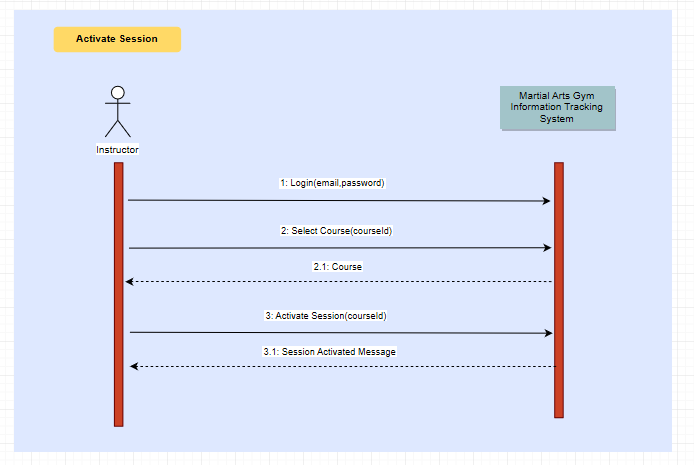 Activate Session
Martial Arts Gym
Information Tracking
System
Instructor
1: Login(email,password)
2: Select Course(courseId)
2.1: Course
3: Activate Session(courseId)
3.1: Session Activated Message